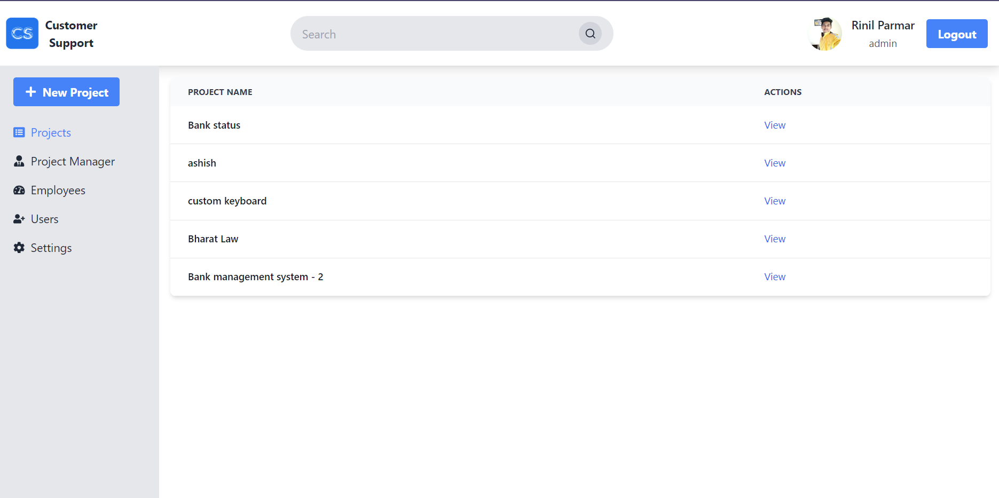 CS
Customer
Support
Search
Rinil Parmar
admin
Logout
New Project
Projects
Project Manager
Employees
Users
Settings
PROJECT NAME ACTIONS
Bank status View
ashish View
custom keyboard View
Bharat Law View
Bank management system - 2 View